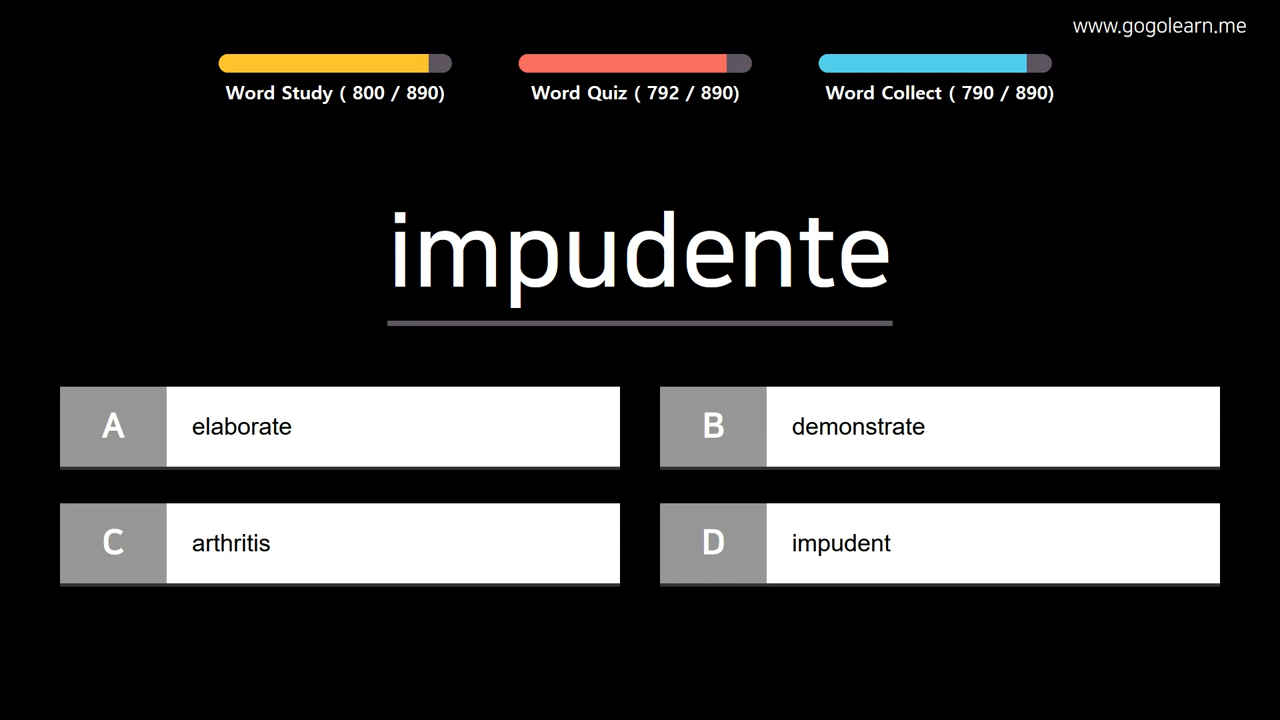 www.gogolearn.me
Word Study ( 800 / 890)
Word Quiz ( 792 / 890)
Word Collect ( 790 / 890)
impudente
A elaborate
B demonstrate
C arthritis
D impudent